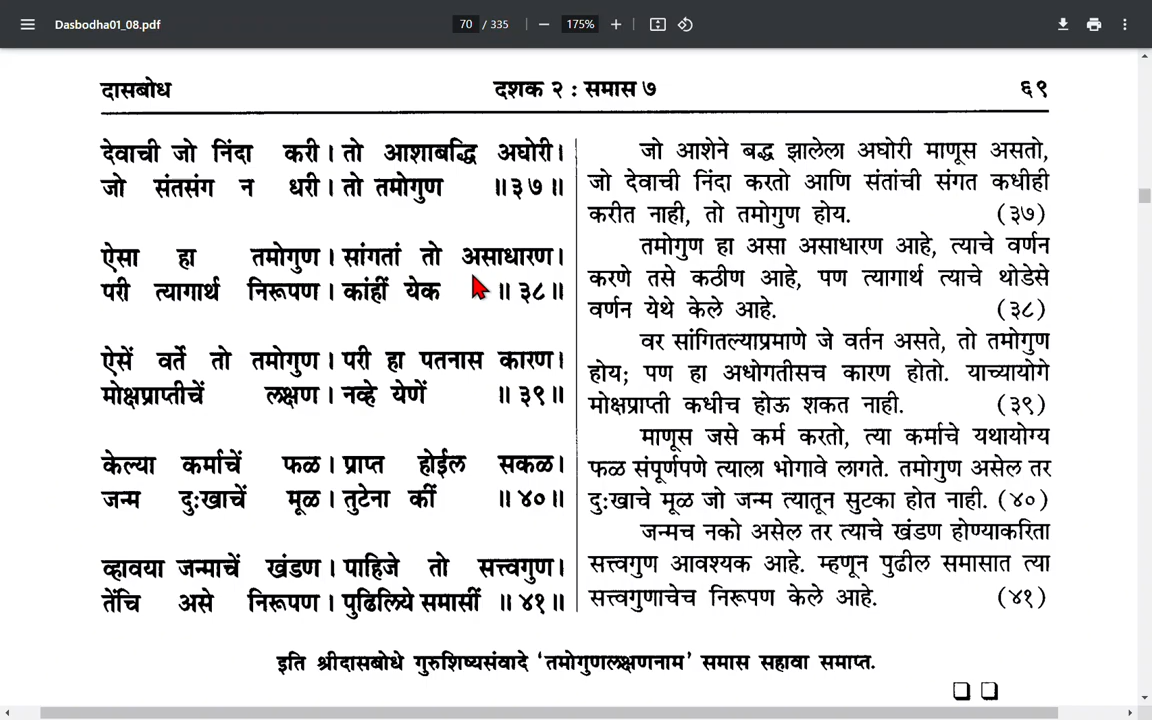 Dasbodha01_08.pdf
70 / 335
175%
दासबोध
दशक २ : समास ७
६९
देवाची जो निंदा करी । तो आशाबद्धि अघोरी।
जो संतसंग न धरी । तो तमोगुण ॥३७॥
ऐसा हा तमोगुण । सांगतां तो असाधारण।
परी त्यागार्थ निरूपण । कांहीं येक ॥३८॥
ऐसें वर्ते तो तमोगुण । परी हा पतनास कारण।
मोक्षप्राप्तीचें लक्षण । नव्हे येणें ॥३९॥
केल्या कर्माचें फळ । प्राप्त होईल सकळ।
जन्म दुःखाचें मूळ । तुटेना कीं ॥४०॥
व्हावया जन्माचें खंडण । पाहिजे तो सत्त्वगुण।
तेंचि असे निरूपण । पुढिलिये समासीं ॥४१॥
जो आशेने बद्ध झालेला अघोरी माणूस असतो,
जो देवाची निंदा करतो आणि संतांची संगत कधीही
करीत नाही, तो तमोगुण होय. (३७)
तमोगुण हा असा असाधारण आहे, त्याचे वर्णन
करणे तसे कठीण आहे, पण त्यागार्थ त्याचे थोडेसे
वर्णन येथे केले आहे. (३८)
वर सांगितल्याप्रमाणे जे वर्तन असते, तो तमोगुण
होय; पण हा अधोगतीसच कारण होतो. याच्यायोगे
मोक्षप्राप्ती कधीच होऊ शकत नाही. (३९)
माणूस जसे कर्म करतो, त्या कर्माचे यथायोग्य
फळ संपूर्णपणे त्याला भोगावे लागते. तमोगुण असेल तर
दुःखाचे मूळ जो जन्म त्यातून सुटका होत नाही. (४०)
जन्मच नको असेल तर त्याचे खंडण होण्याकरिता
सत्त्वगुण आवश्यक आहे. म्हणून पुढील समासात त्या
सत्त्वगुणाचेच निरूपण केले आहे. (४१)
इति श्रीदासबोधे गुरुशिष्यसंवादे ‘तमोगुणलक्षणनाम’ समास सहावा समाप्त.